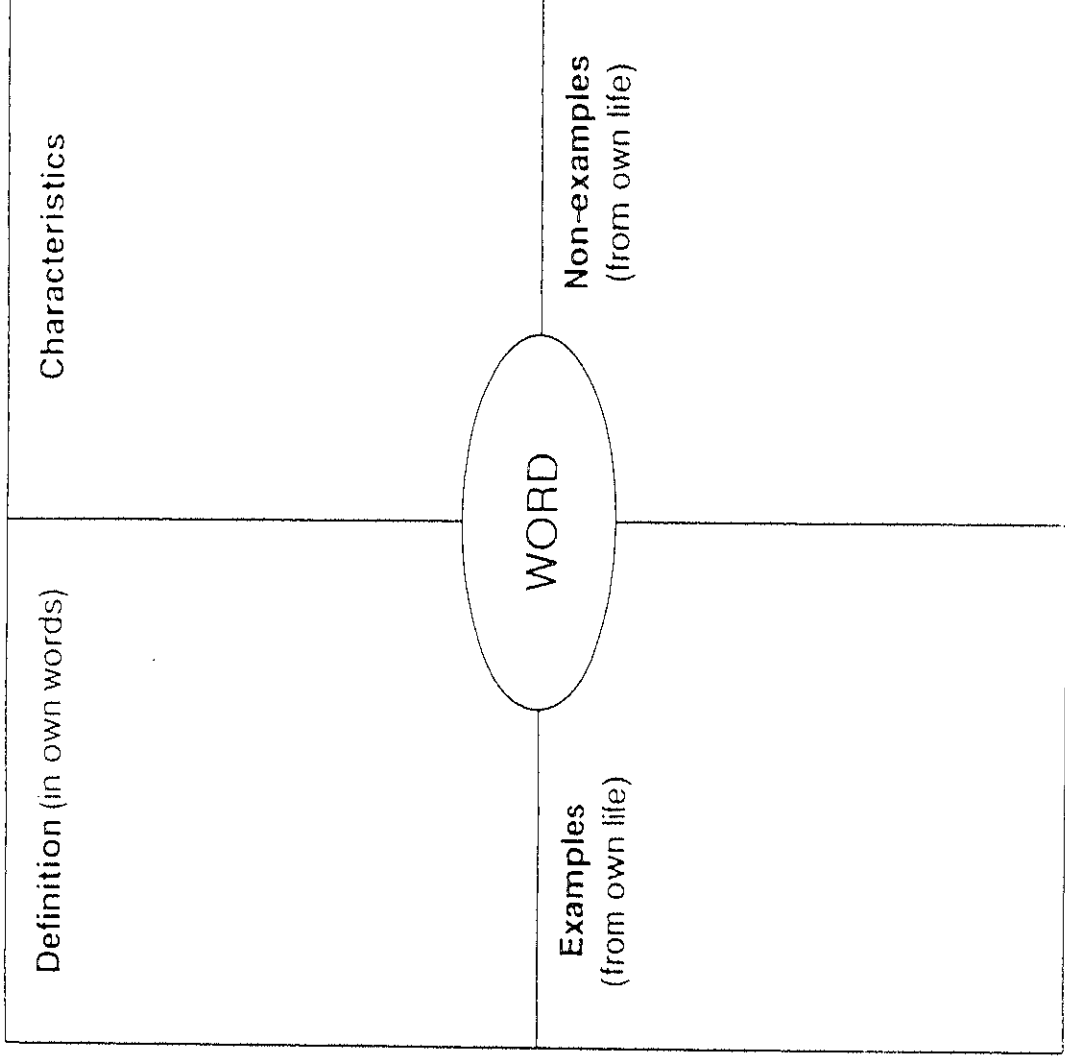 Definition (in own words)
Characteristics
WORD
Examples
(from own life)
Non-examples
(from own life)